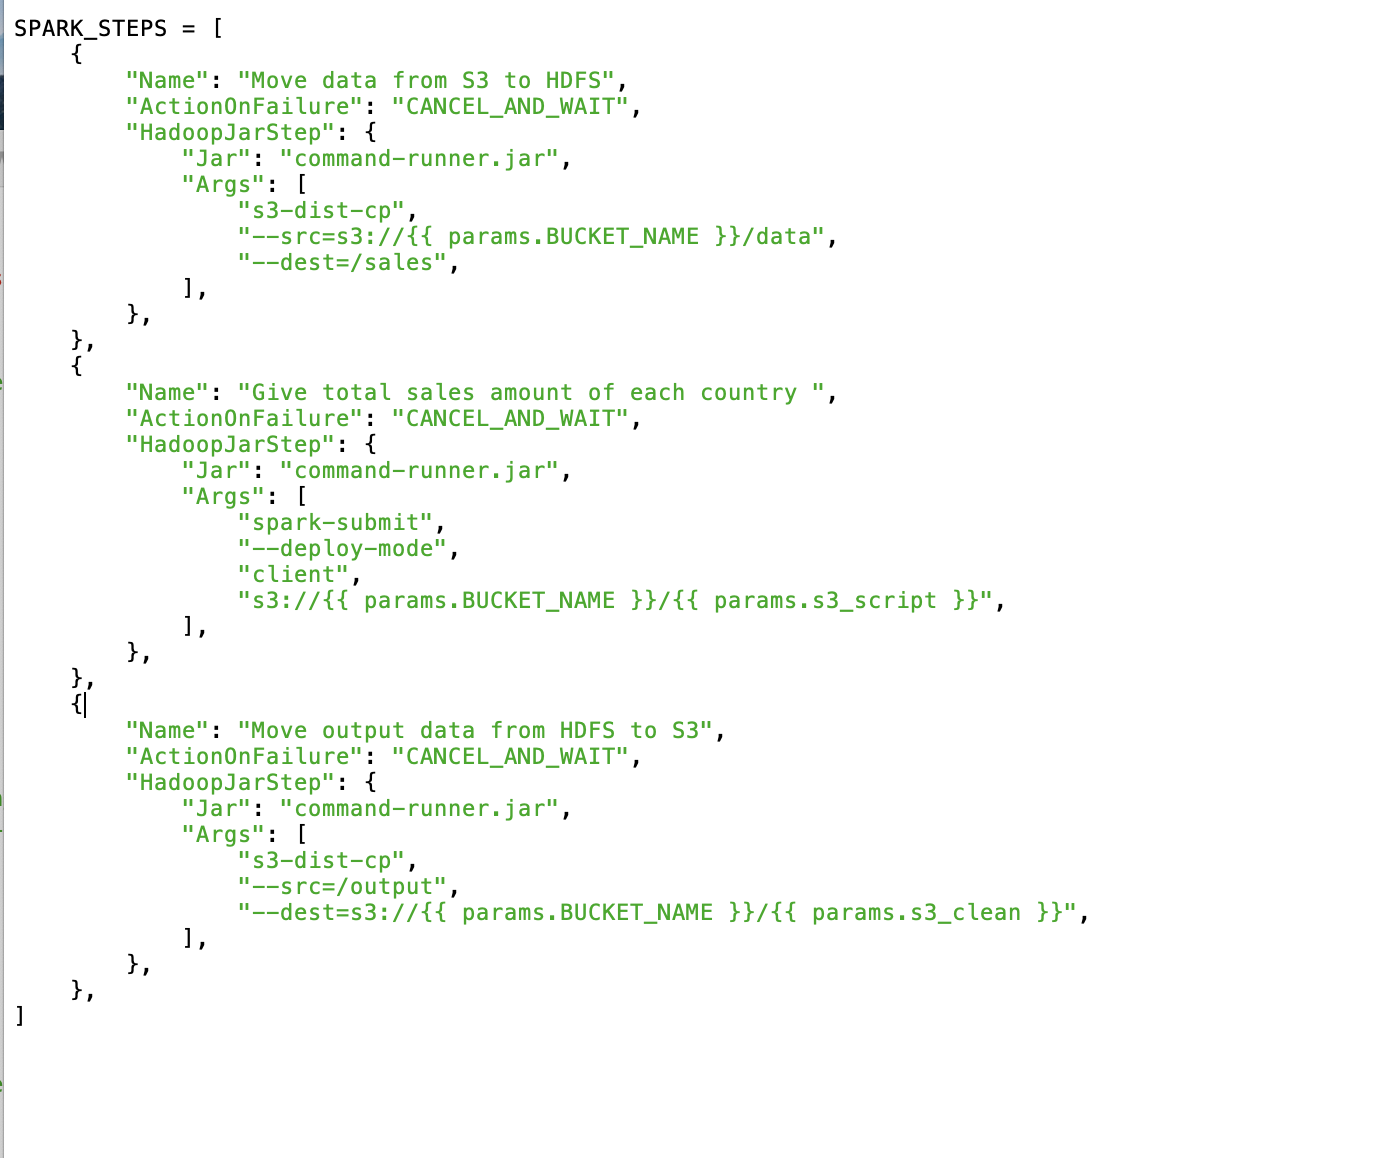 SPARK_STEPS = [
    {
        "Name": "Move data from S3 to HDFS",
        "ActionOnFailure": "CANCEL_AND_WAIT",
        "HadoopJarStep": {
            "Jar": "command-runner.jar",
            "Args": [
                "s3-dist-cp",
                "--src=s3://{{ params.BUCKET_NAME }}/data",
                "--dest=/sales",
            ],
        },
    },
    {
        "Name": "Give total sales amount of each country ",
        "ActionOnFailure": "CANCEL_AND_WAIT",
        "HadoopJarStep": {
            "Jar": "command-runner.jar",
            "Args": [
                "spark-submit",
                "--deploy-mode",
                "client",
                "s3://{{ params.BUCKET_NAME }}/{{ params.s3_script }}",
            ],
        },
    },
    {
        "Name": "Move output data from HDFS to S3",
        "ActionOnFailure": "CANCEL_AND_WAIT",
        "HadoopJarStep": {
            "Jar": "command-runner.jar",
            "Args": [
                "s3-dist-cp",
                "--src=/output",
                "--dest=s3://{{ params.BUCKET_NAME }}/{{ params.s3_clean }}",
            ],
        },
    },
]